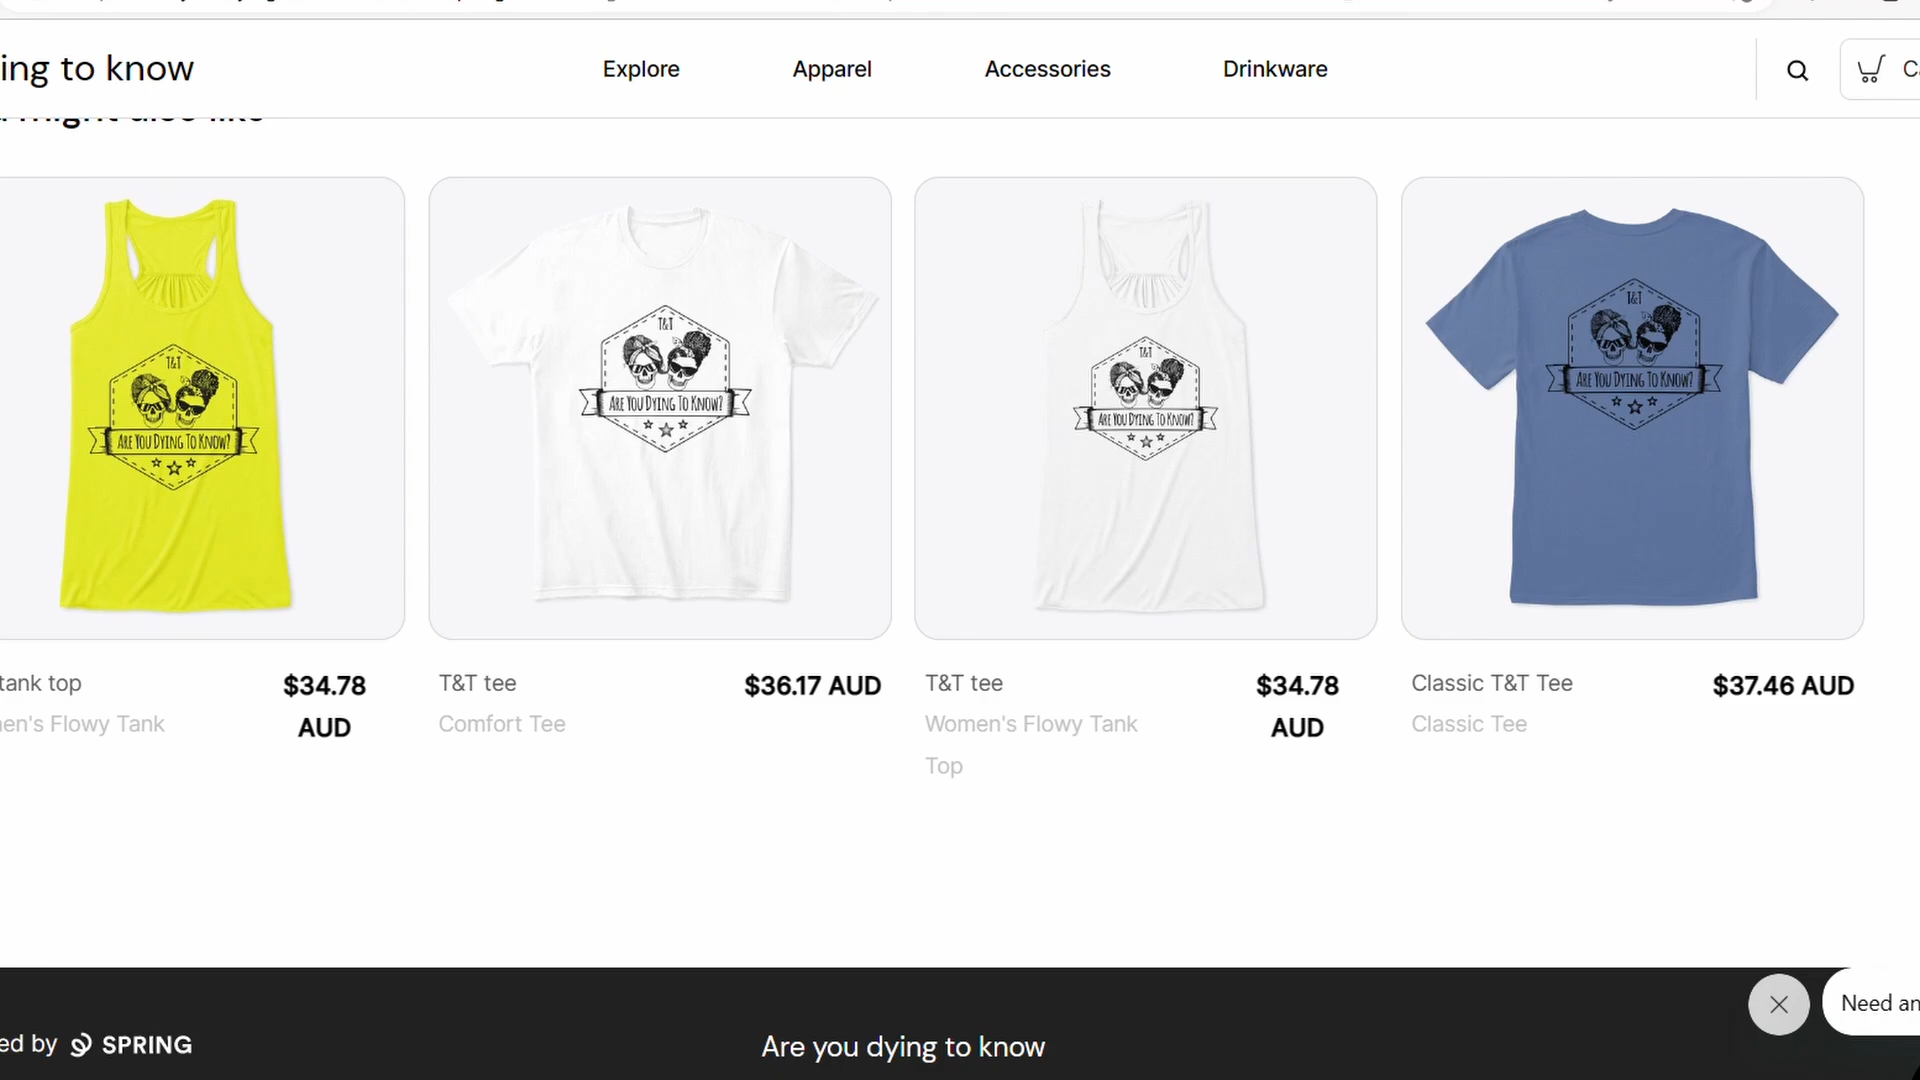 ing to know
Explore
Apparel
Accessories
Drinkware
might also like
T&T
ARE YOU DYING TO KNOW?
T&T
ARE YOU DYING TO KNOW?
T&T
ARE YOU DYING TO KNOW?
T&T
ARE YOU DYING TO KNOW?
tank top
$34.78
AUD
en's Flowy Tank
T&T tee
$36.17 AUD
Comfort Tee
T&T tee
$34.78
AUD
Women's Flowy Tank
Top
Classic T&T Tee
$37.46 AUD
Classic Tee
Need an
ed by SPRING
Are you dying to know